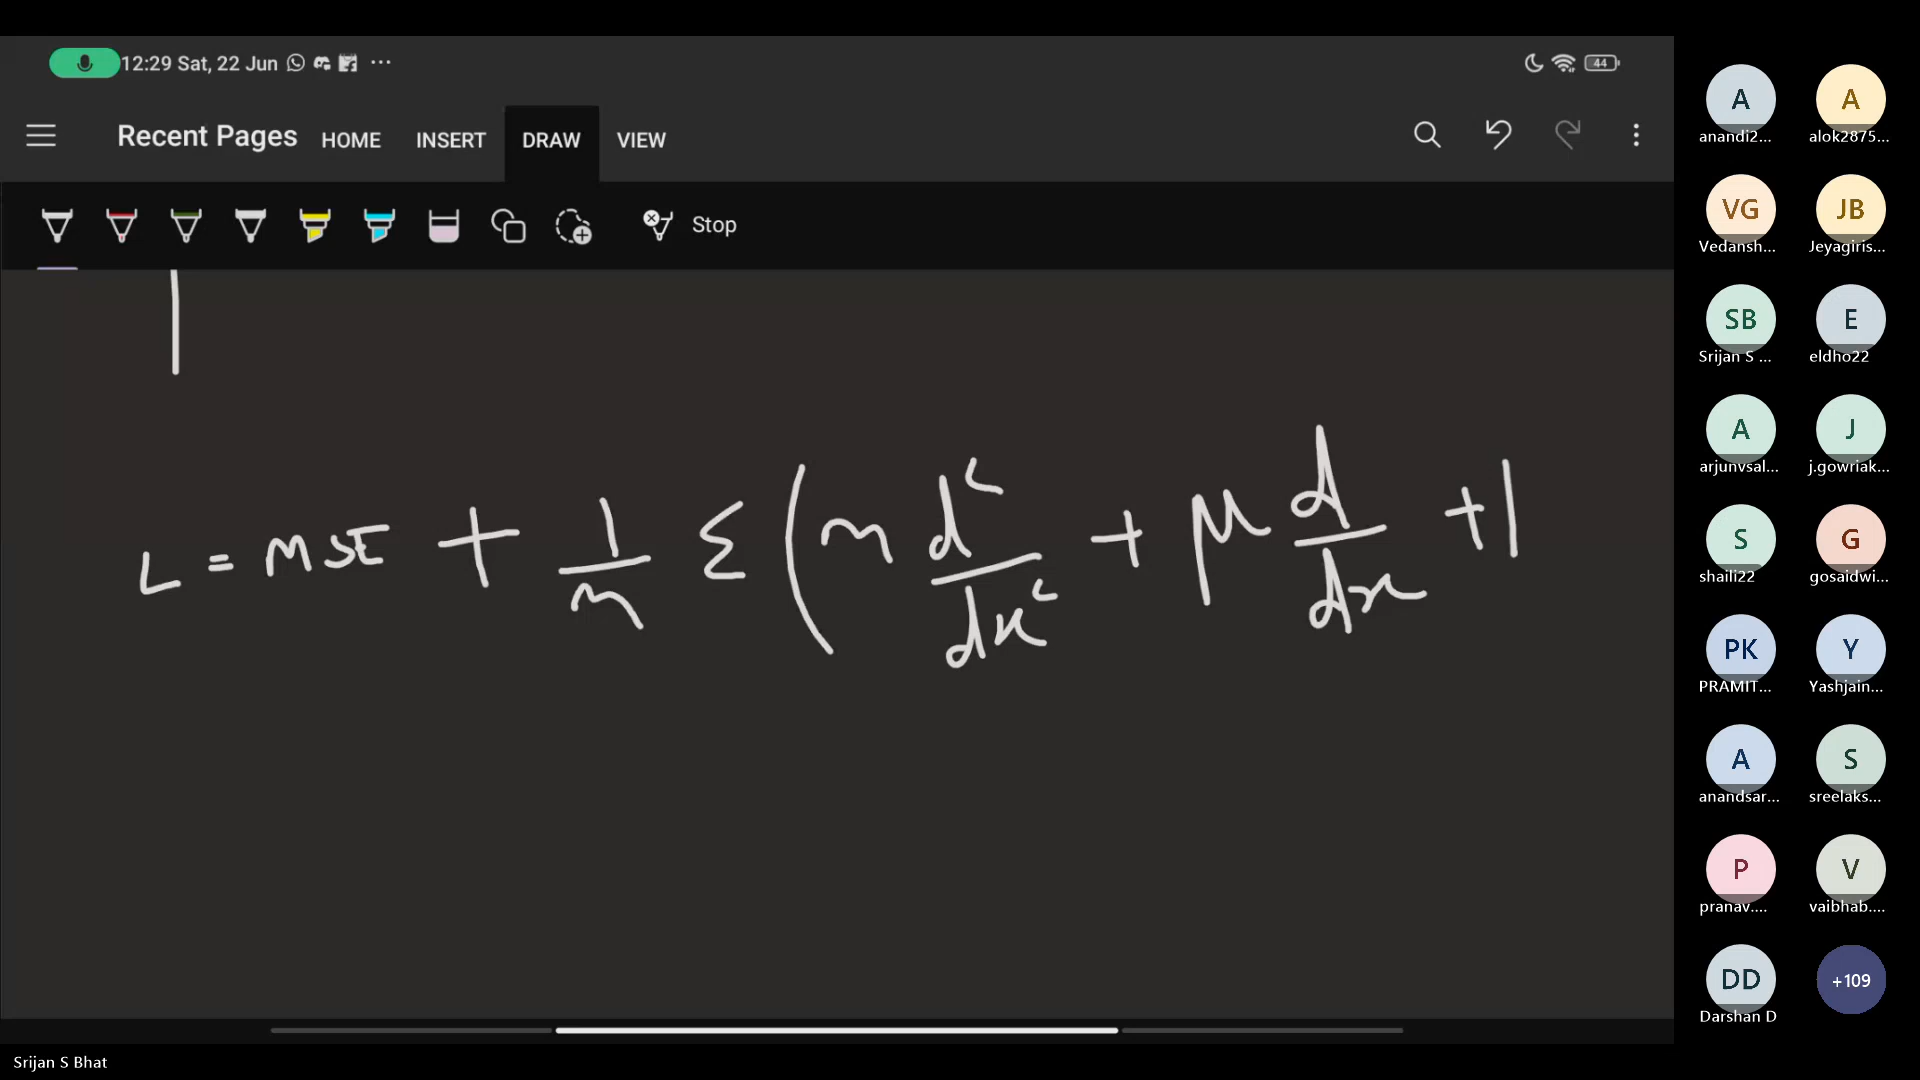 12:29 Sat, 22 Jun
44
Recent Pages HOME INSERT DRAW VIEW
Stop
L = MSE + 1/n Σ ( m d²/dx² + μ d/dx + 1
A
anandi2...
A
alok2875...
VG
Vedansh...
JB
Jeyagiris...
SB
Srijan S ...
E
eldho22
A
arjunvsal...
J
j.gowriak...
S
shaili22
G
gosaidwi...
PK
PRAMIT...
Y
Yashjain...
A
anandsar...
S
sreelaks...
P
pranav....
V
vaibhab....
DD
Darshan D
+109
Srijan S Bhat